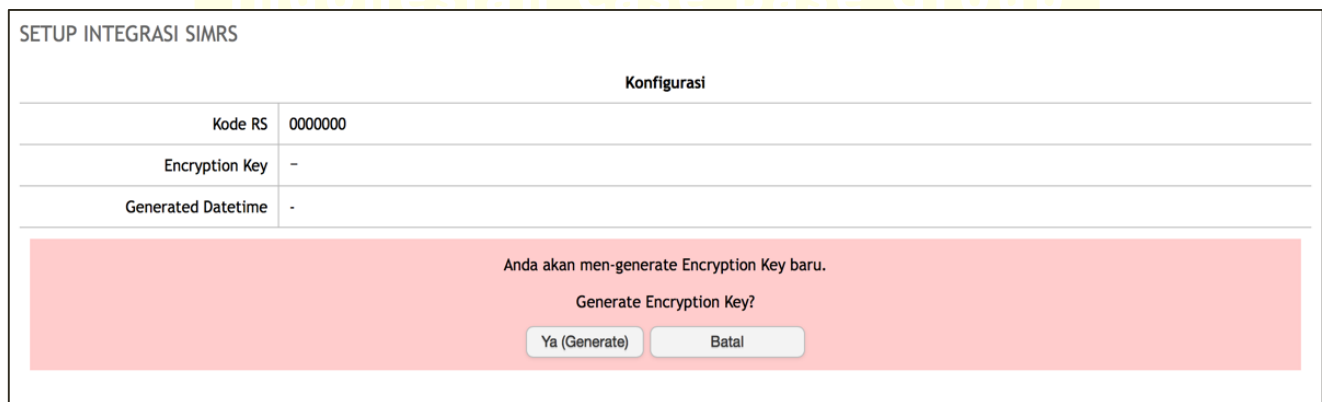 SETUP INTEGRASI SIMRS
Konfigurasi
Kode RS 0000000
Encryption Key –
Generated Datetime -
Anda akan men-generate Encryption Key baru.
Generate Encryption Key?
Ya (Generate) Batal